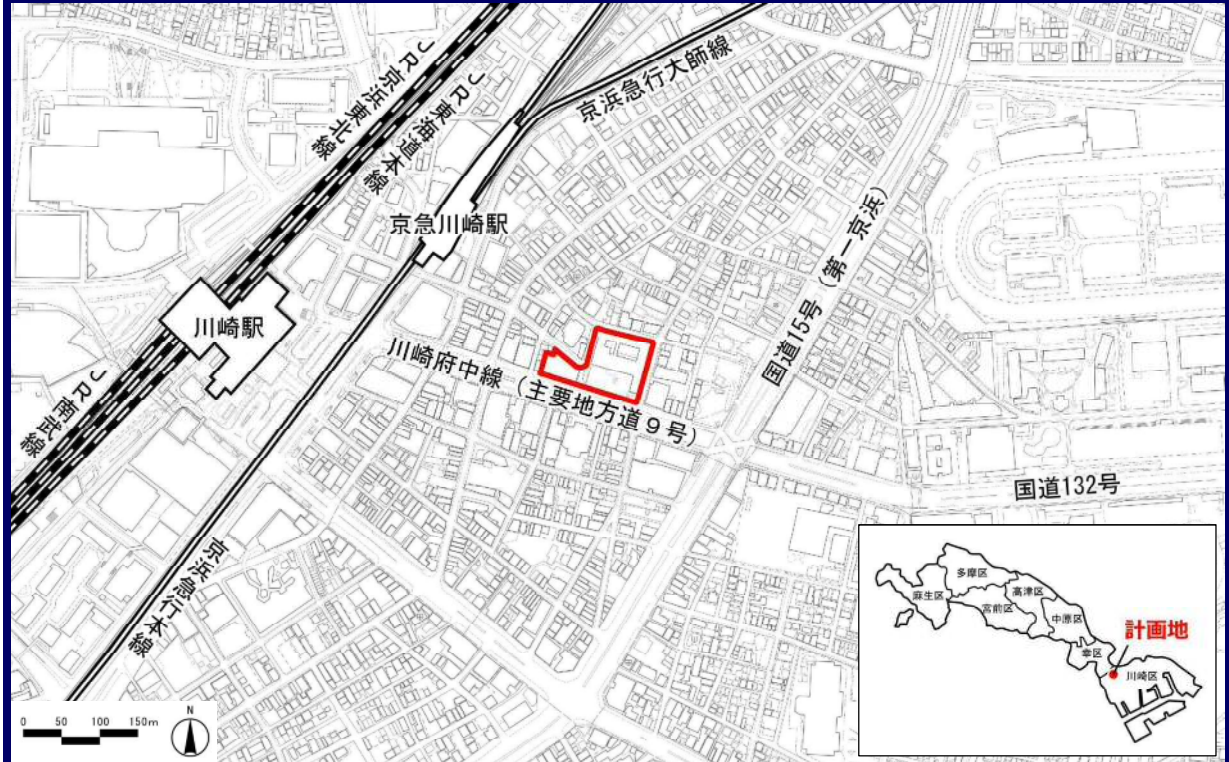 京浜急行大師線
JR東海道本線
JR京浜東北線
京急川崎駅
川崎駅
国道15号（第一京浜）
川崎府中線（主要地方道９号）
JR南武線
国道132号
京浜急行本線
多摩区
麻生区
高津区
宮前区
中原区
計画地
幸区
川崎区
0 50 100 150m
N